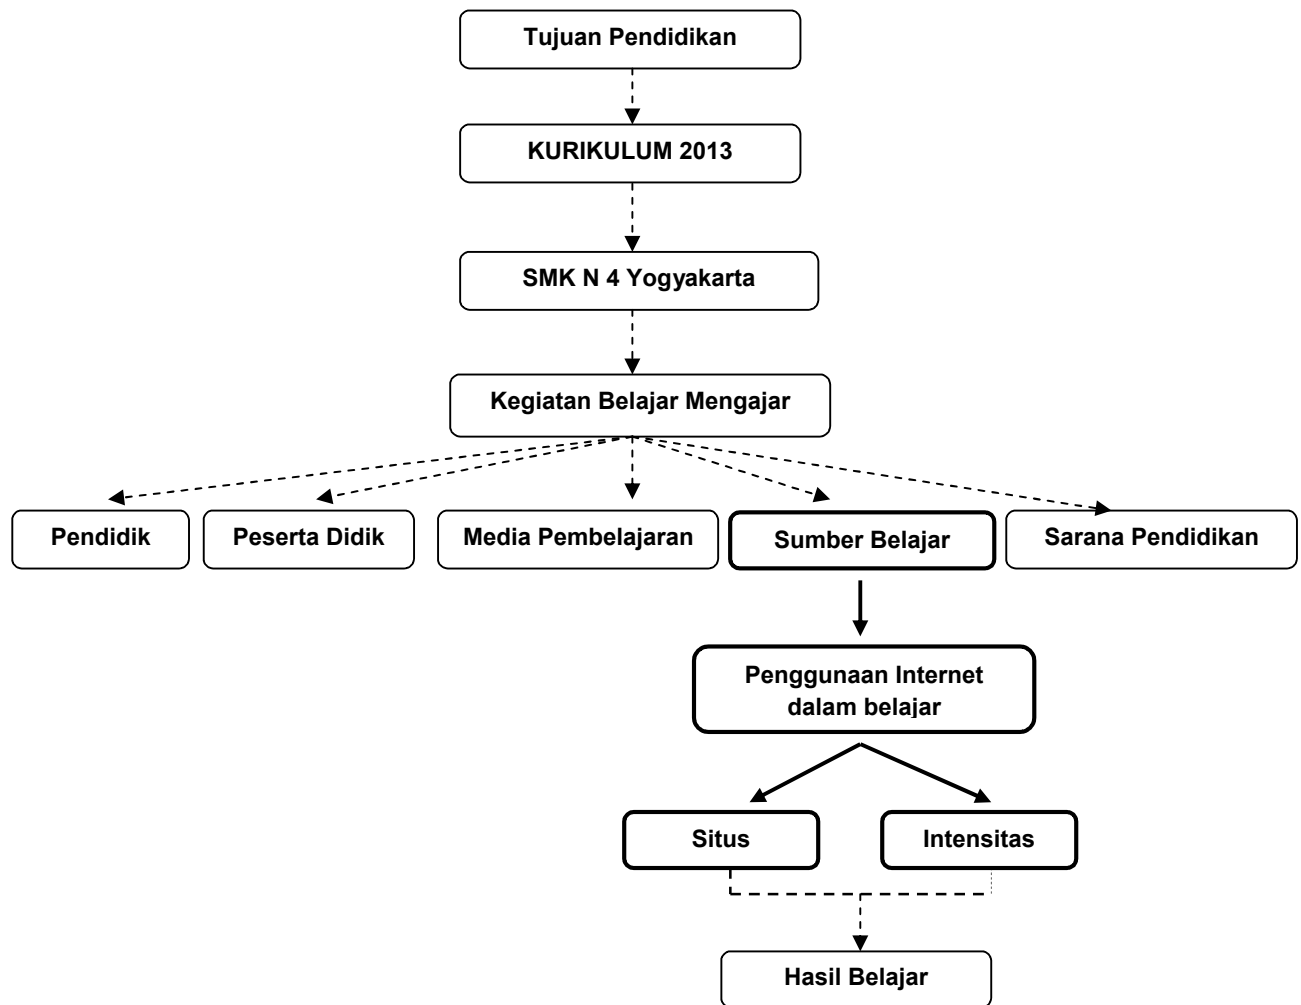 Tujuan Pendidikan
KURIKULUM 2013
SMK N 4 Yogyakarta
Kegiatan Belajar Mengajar
Pendidik
Peserta Didik
Media Pembelajaran
Sumber Belajar
Sarana Pendidikan
Penggunaan Internet
dalam belajar
Situs
Intensitas
Hasil Belajar